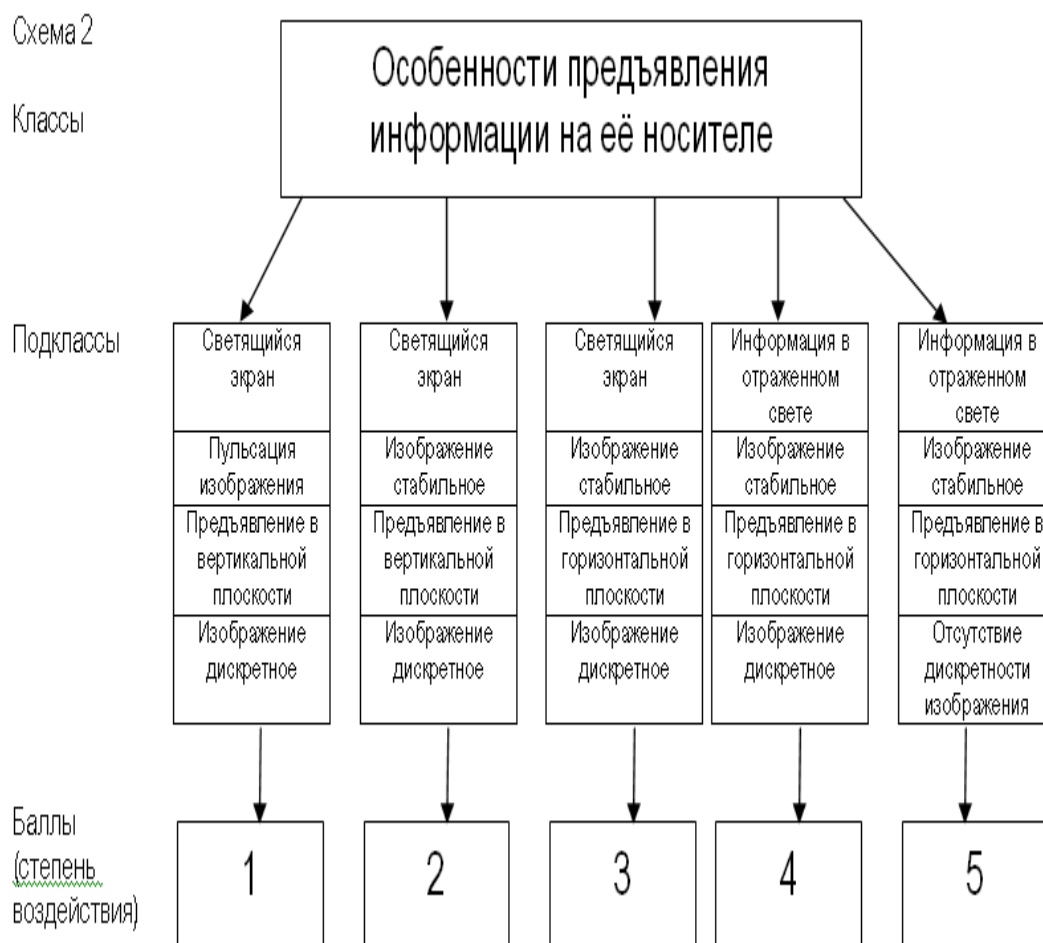 Схема 2
Особенности предъявления
информации на её носителе
Классы
Подклассы
Светящийся
экран
Пульсация
изображения
Предъявление в
вертикальной
плоскости
Изображение
дискретное
Светящийся
экран
Изображение
стабильное
Предъявление в
вертикальной
плоскости
Изображение
дискретное
Светящийся
экран
Изображение
стабильное
Предъявление в
горизонтальной
плоскости
Изображение
дискретное
Информация в
отраженном
свете
Изображение
стабильное
Предъявление в
горизонтальной
плоскости
Изображение
дискретное
Информация в
отраженном
свете
Изображение
стабильное
Предъявление в
горизонтальной
плоскости
Отсутствие
дискретности
изображения
Баллы
(степень
воздействия)
1
2
3
4
5